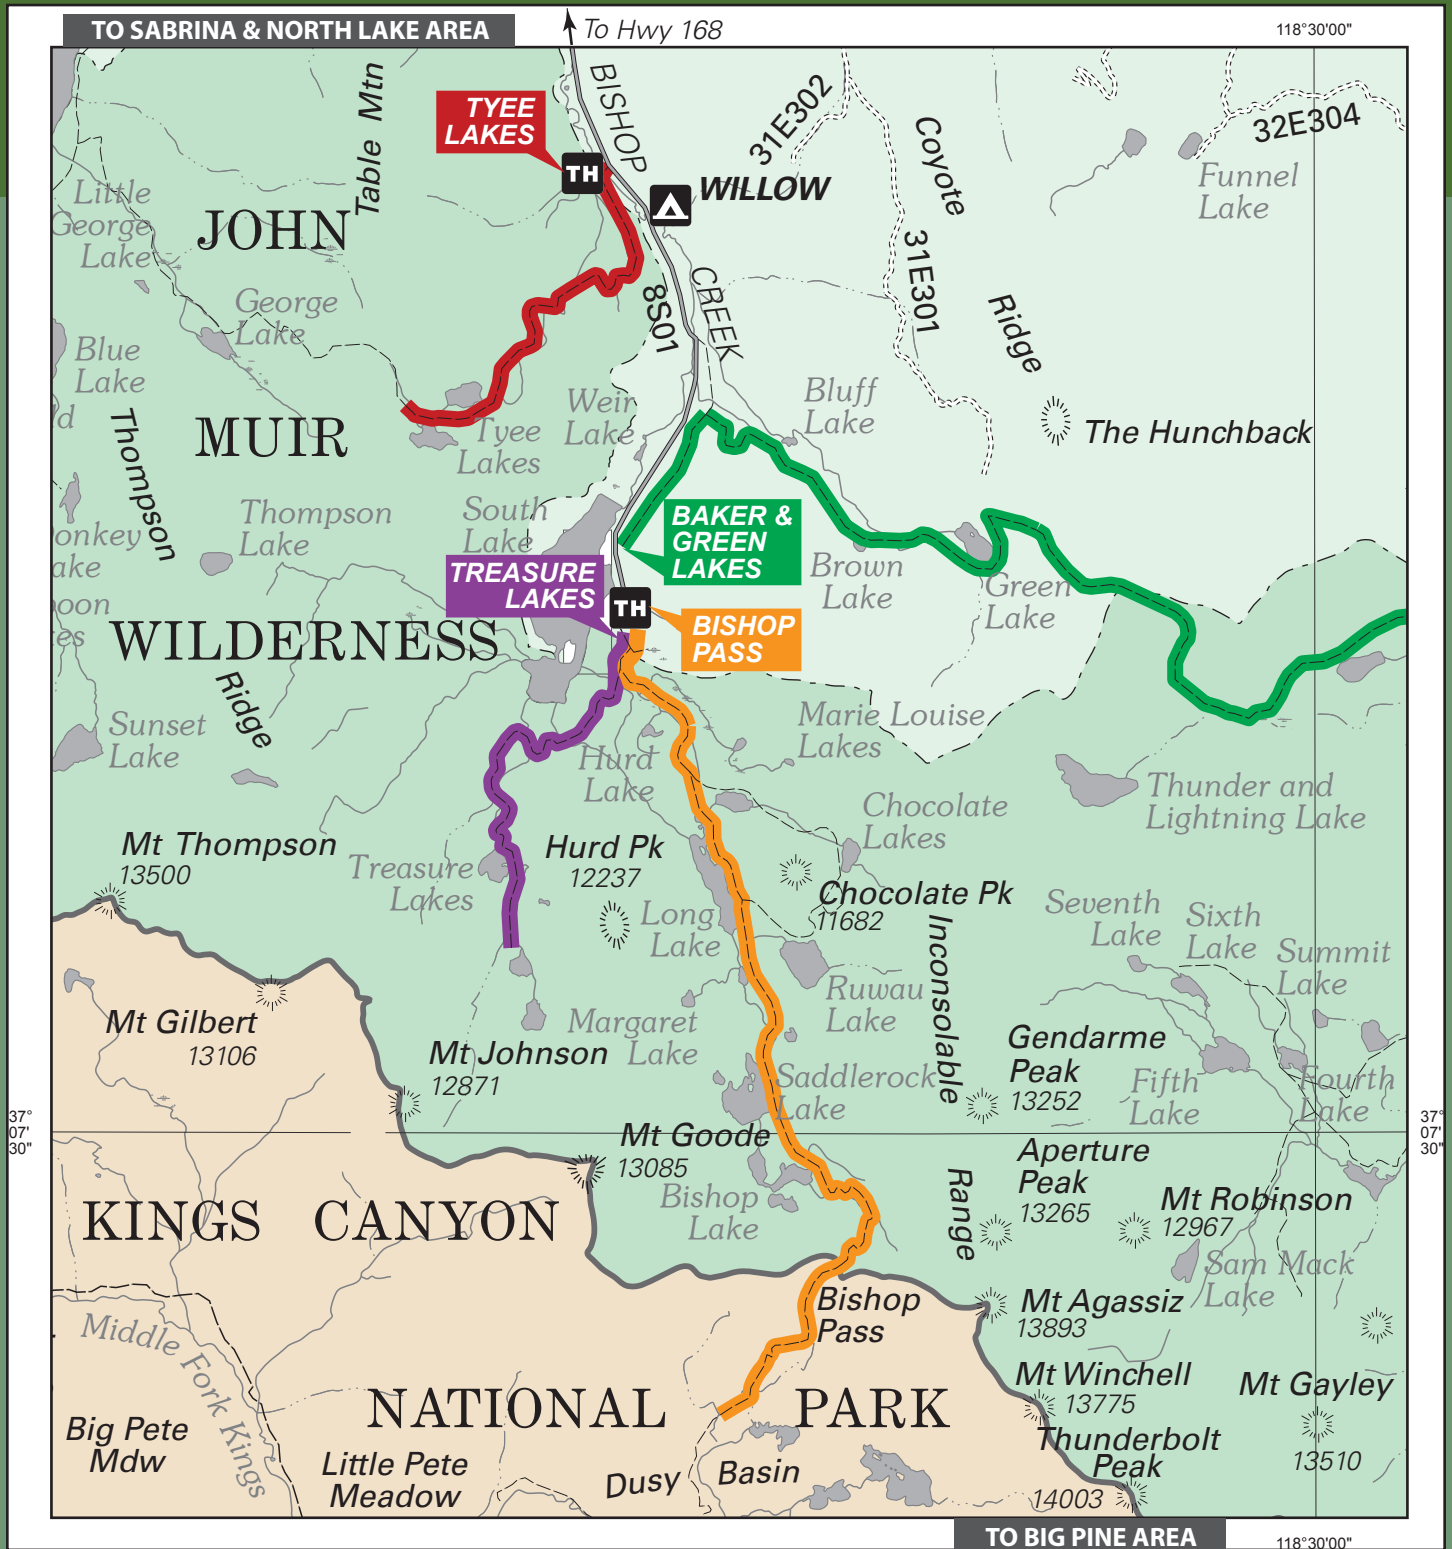 TO SABRINA & NORTH LAKE AREA
To Hwy 168
118°30'00"
Table Mtn
TYEE
LAKES
TH
BISHOP
31E302
Coyote
32E304
WILLOW
Little
George
Lake
JOHN
Funnel
Lake
31E301
CREEK
8S01
Ridge
George
Lake
Blue
Lake
Bluff
Lake
Weir
Lake
The Hunchback
Thompson
MUIR
Tyee
Lakes
ld
South
Lake
Thompson
Lake
BAKER &
GREEN
LAKES
onkey
ake
TREASURE
LAKES
Brown
Lake
Green
Lake
TH
poon
es
BISHOP
PASS
WILDERNESS
Ridge
Sunset
Lake
Marie Louise
Lakes
Hurd
Lake
Thunder and
Lightning Lake
Chocolate
Lakes
Mt Thompson
13500
Hurd Pk
12237
Treasure
Lakes
Chocolate Pk
11682
Long
Lake
Seventh
Lake
Sixth
Lake
Summit
Lake
Inconsolable
Ruwau
Lake
Mt Gilbert
13106
Margaret
Lake
Mt Johnson
12871
Gendarme
Peak
13252
Saddlerock
Lake
Fifth
Lake
Fourth
Lake
37°
07'
30"
37°
07'
30"
Mt Goode
13085
Aperture
Peak
13265
Range
Bishop
Lake
Mt Robinson
12967
KINGS CANYON
Sam Mack
Lake
Bishop
Pass
Mt Agassiz
13893
Middle Fork Kings
Mt Winchell
13775
Mt Gayley
13510
NATIONAL PARK
Big Pete
Mdw
Thunderbolt
Peak
14003
Little Pete
Meadow
Dusy Basin
TO BIG PINE AREA
118°30'00"